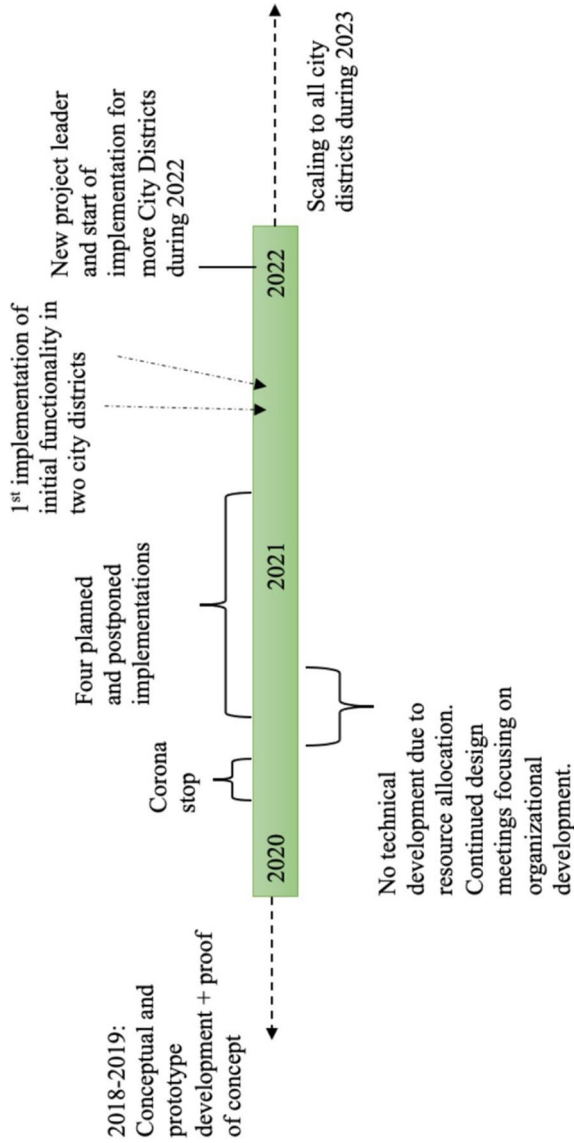 2018-2019:
Conceptual and
prototype
development + proof
of concept
2020
Corona
stop
No technical
development due to
resource allocation.
Continued design
meetings focusing on
organizational
development.
Four planned
and postponed
implementations
2021
1st implementation of
initial functionality in
two city districts
New project leader
and start of
implementation for
more City Districts
during 2022
2022
Scaling to all city
districts during 2023